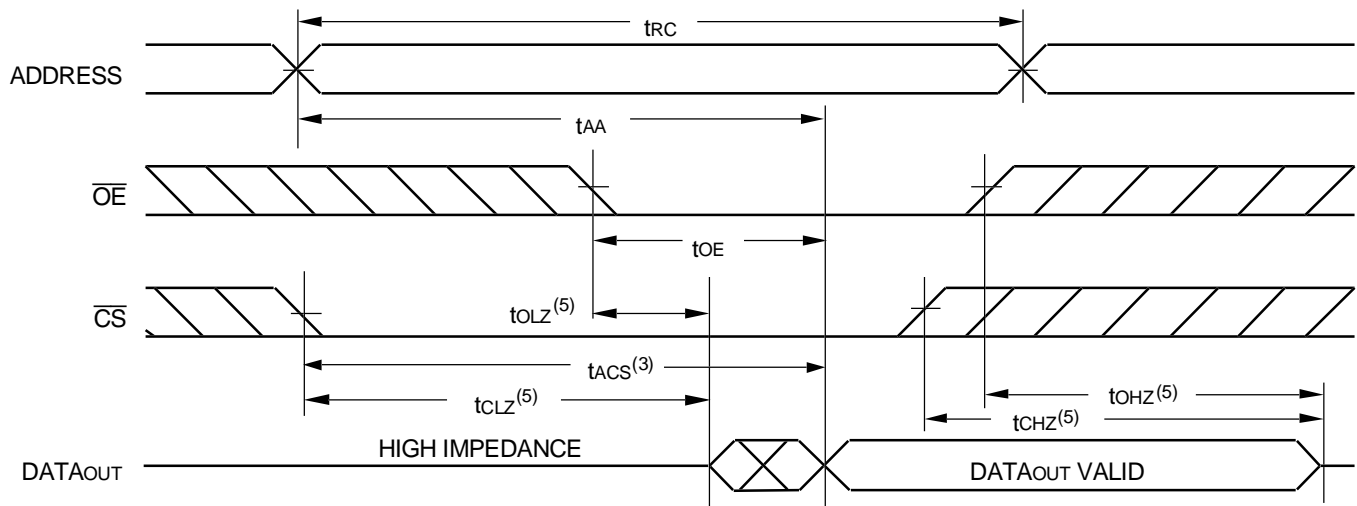 tRC
ADDRESS
tAA
OE
tOE
CS
tOLZ(5)
tACS(3)
tCLZ(5)
tOHZ(5)
tCHZ(5)
HIGH IMPEDANCE
DATAOUT
DATAOUT VALID